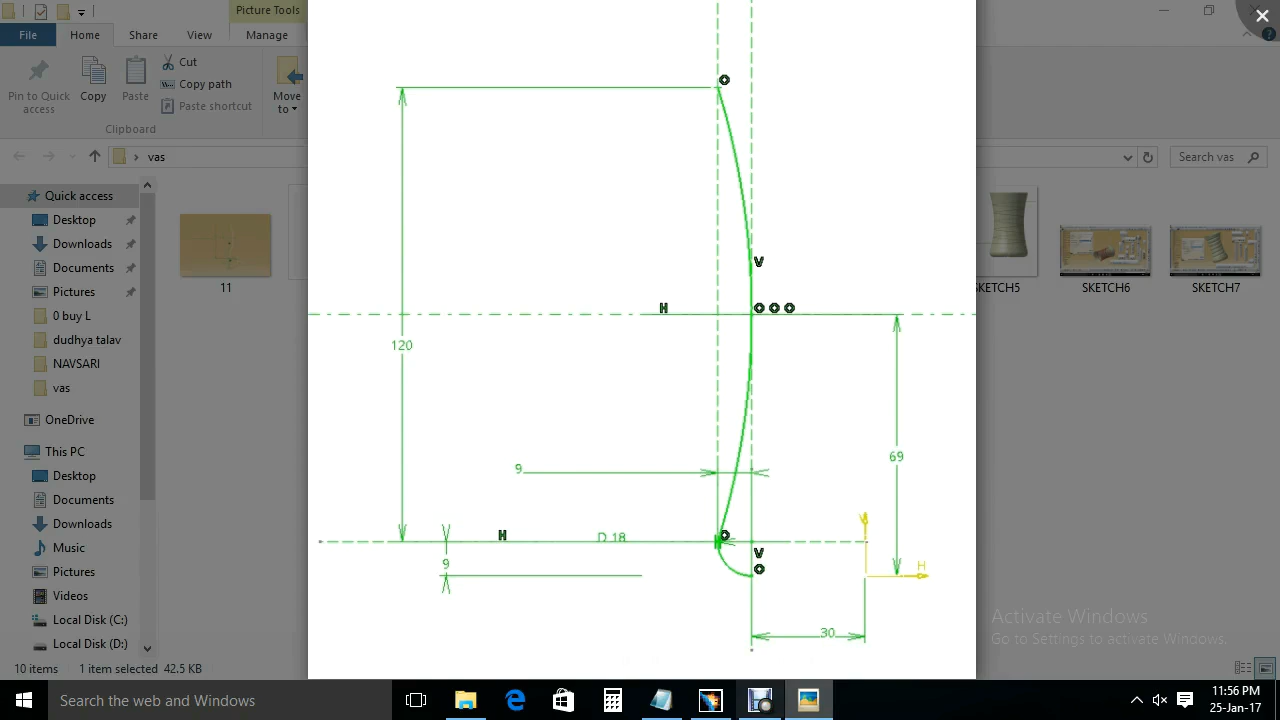 Picture Tools
File
Home
Share
View
Manage
Pin to Quick access
Copy
Paste
Cut
Copy path
Paste shortcut
Move to
Clipboard
vas
Search vas
Quick access
Desktop
Downloads
Documents
Pictures
0 bd2
dudhya talav
NAVSARI
vas
OneDrive
This PC
Desktop
Documents
Downloads
Music
Pictures
Videos
Local Disk (C:)
Local Disk (D:)
11
SKETCH5
SKETCH6
SKETCH7
V
H
120
9
69
H
D 18
9
V
H
V
30
Activate Windows
Go to Settings to activate Windows.
10 items
1 item selected 42.5 KB
Search the web and Windows
11:56 PM
25-Jan-17